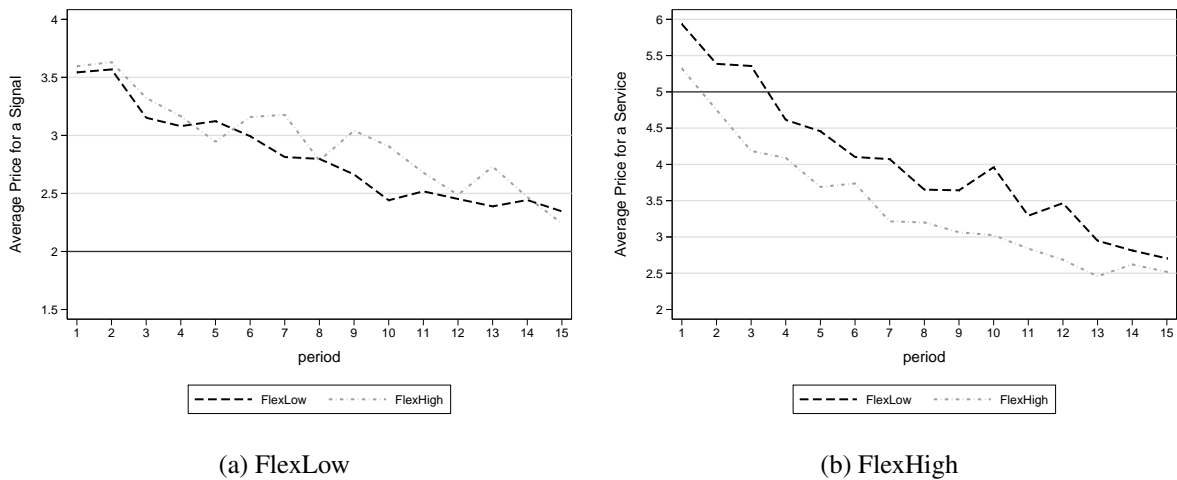 Average Price for a Signal
4
3.5
3
2.5
2
1.5
1 2 3 4 5 6 7 8 9 10 11 12 13 14 15
period
FlexLow FlexHigh
(a) FlexLow
Average Price for a Service
6
5.5
5
4.5
4
3.5
3
2.5
2
1 2 3 4 5 6 7 8 9 10 11 12 13 14 15
period
FlexLow FlexHigh
(b) FlexHigh